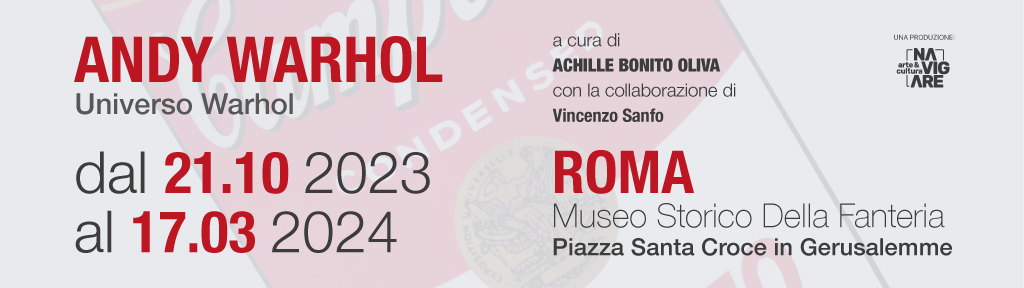 ANDY WARHOL
Universo Warhol
dal 21.10 2023
al 17.03 2024
a cura di
ACHILLE BONITO OLIVA
con la collaborazione di
Vincenzo Sanfo
ROMA
Museo Storico Della Fanteria
Piazza Santa Croce in Gerusalemme
UNA PRODUZIONE:
arte & cultura
NA
VIG
ARE
Camp
CONDENSED